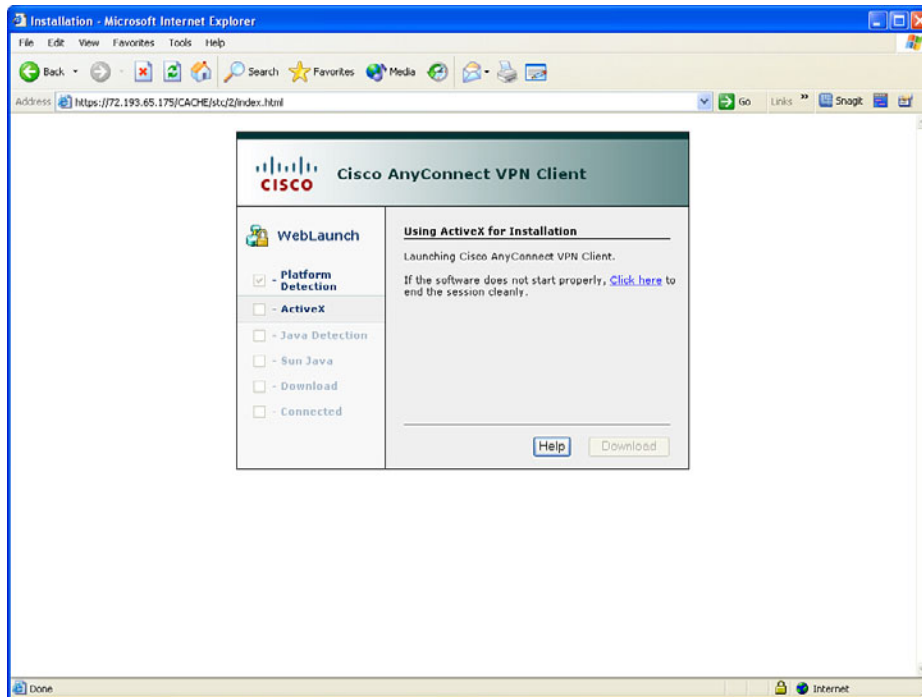 Installation - Microsoft Internet Explorer
File Edit View Favorites Tools Help
Back Search Favorites Media
Address https://72.193.65.175/CACHE/stc/2/index.html Go Links » SnagIt
CISCO
Cisco AnyConnect VPN Client
WebLaunch
- Platform
Detection
- ActiveX
- Java Detection
- Sun Java
- Download
- Connected
Using ActiveX for Installation
Launching Cisco AnyConnect VPN Client.
If the software does not start properly, Click here to
end the session cleanly.
Help Download
Done Internet